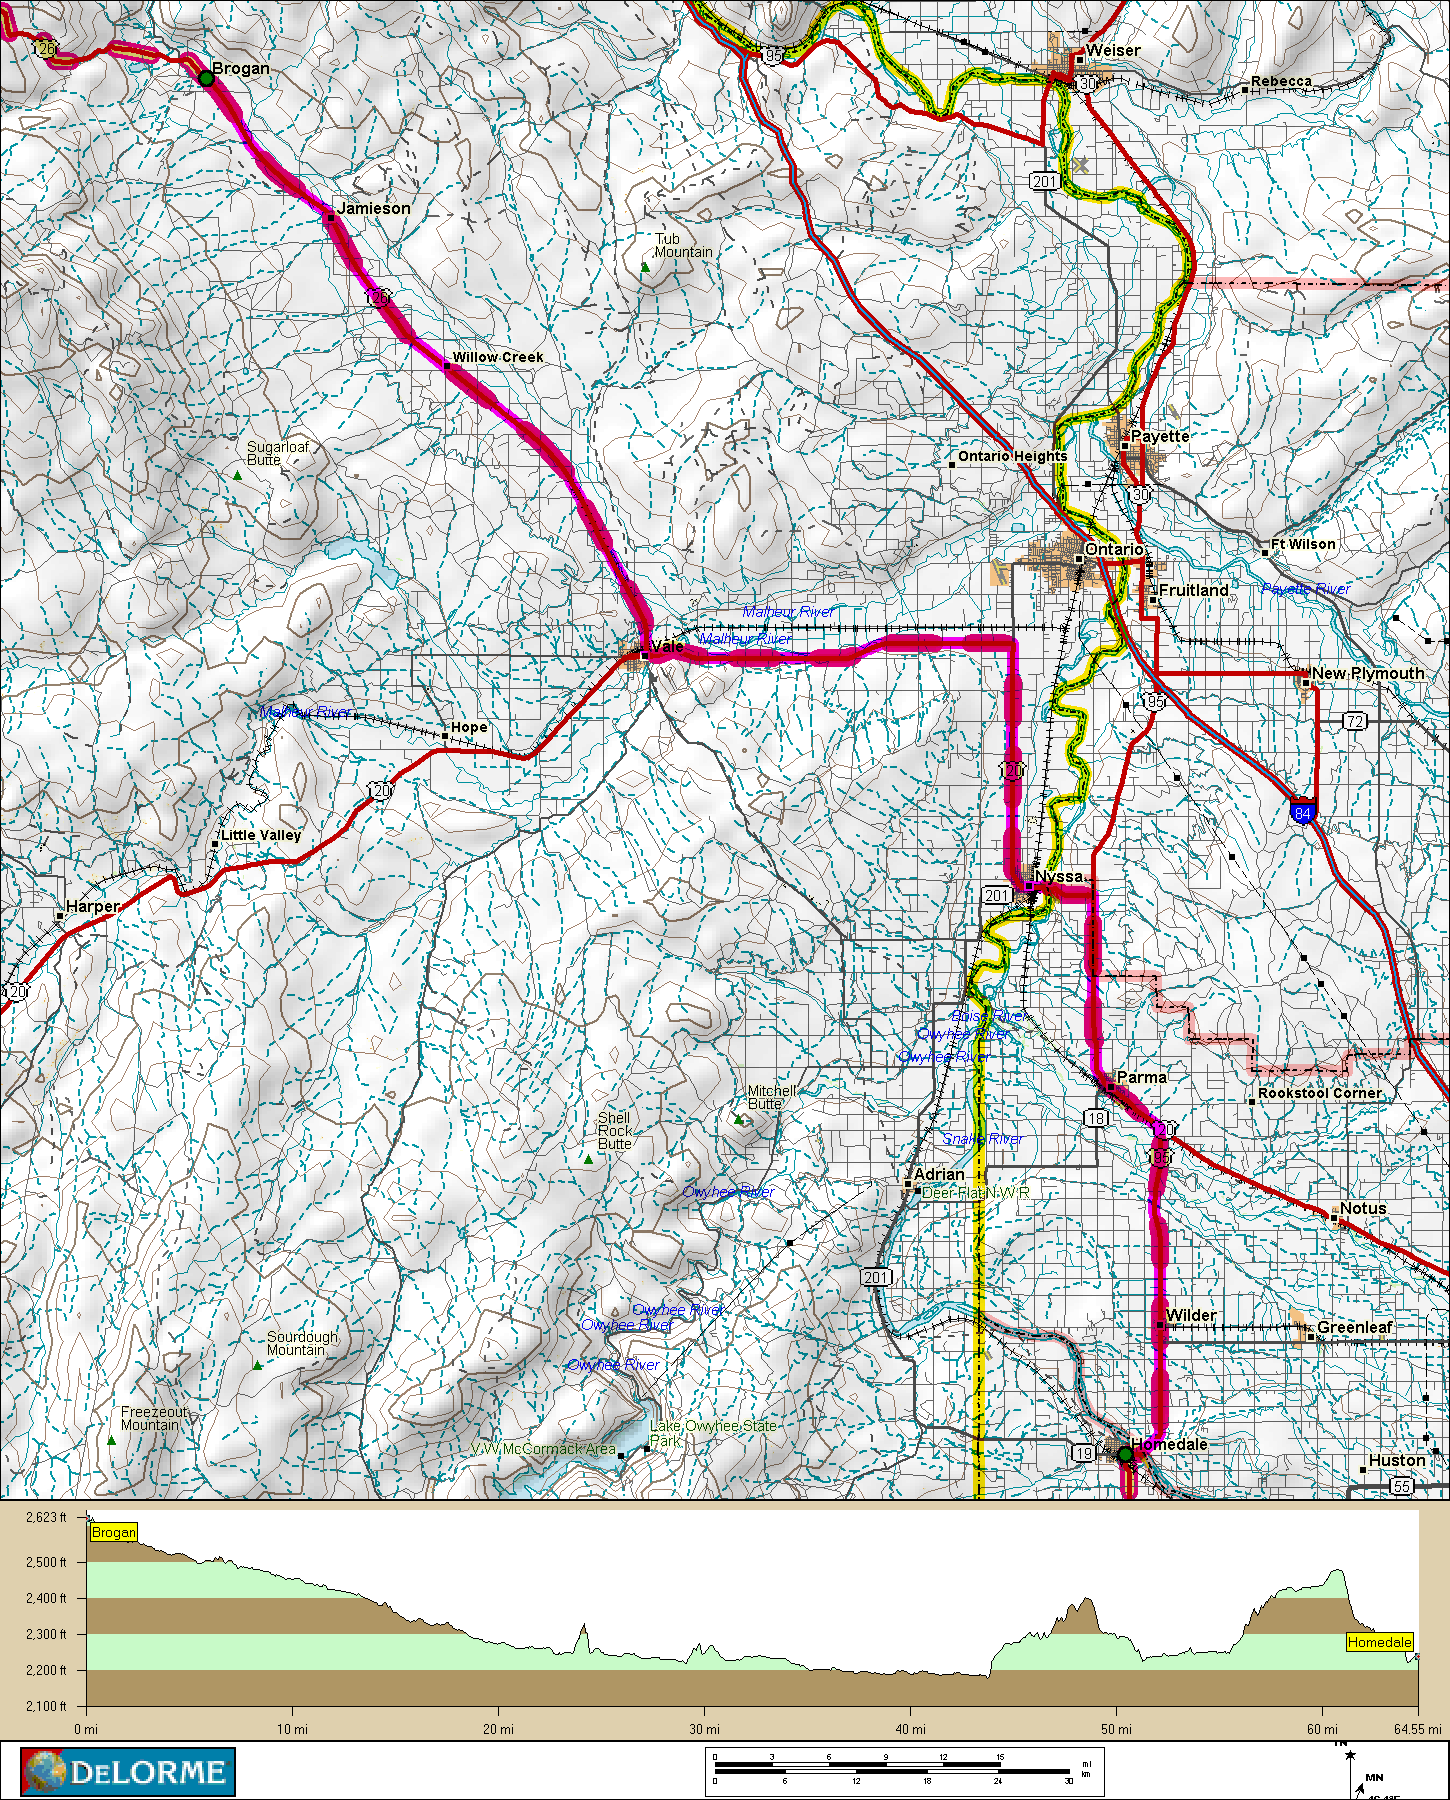 Weiser
95
26
Brogan
30
Rebecca
201
Jamieson
Tub
Mountain
26
Willow Creek
Payette
Sugarloaf
Butte
Ontario Heights
30
Ontario
Ft Wilson
Fruitland
Payette River
Malheur River
Malheur River
Vale
New Plymouth
95
Malheur River
72
Hope
20
20
84
Little Valley
Nyssa
201
Harper
20
Boise River
Owyhee River
Owyhee River
Parma
Mitchell
Butte
Rookstool Corner
18
Shell
Rock
Butte
20
95
Snake River
Adrian
Deer Flat N W R
Owyhee River
Notus
201
Owyhee River
Owyhee River
Wilder
Greenleaf
Sourdough
Mountain
Owyhee River
Freezeout
Mountain
Lake Owyhee State
Park
V W McCormack Area
Homedale
19
Huston
55
2,623 ft
Brogan
2,500 ft
2,400 ft
2,300 ft
Homedale
2,200 ft
2,100 ft
0 mi
10 mi
20 mi
30 mi
40 mi
50 mi
60 mi
64.55 mi
DELORME
0 3 6 9 12 15 mi
0 6 12 18 24 30 km
MN